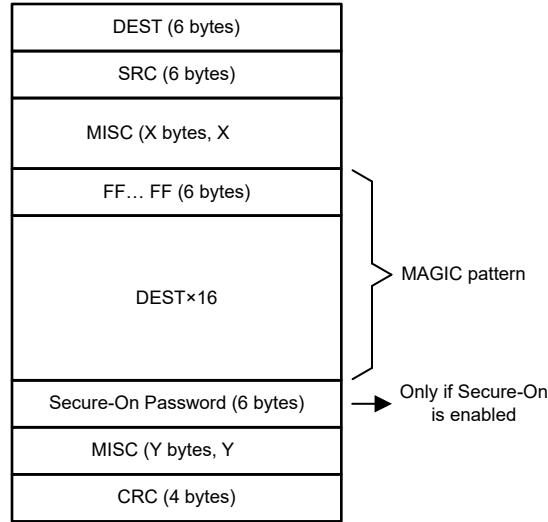 DEST (6 bytes)
SRC (6 bytes)
MISC (X bytes, X
FF… FF (6 bytes)
DEST×16
MAGIC pattern
Secure-On Password (6 bytes)
Only if Secure-On
is enabled
MISC (Y bytes, Y
CRC (4 bytes)